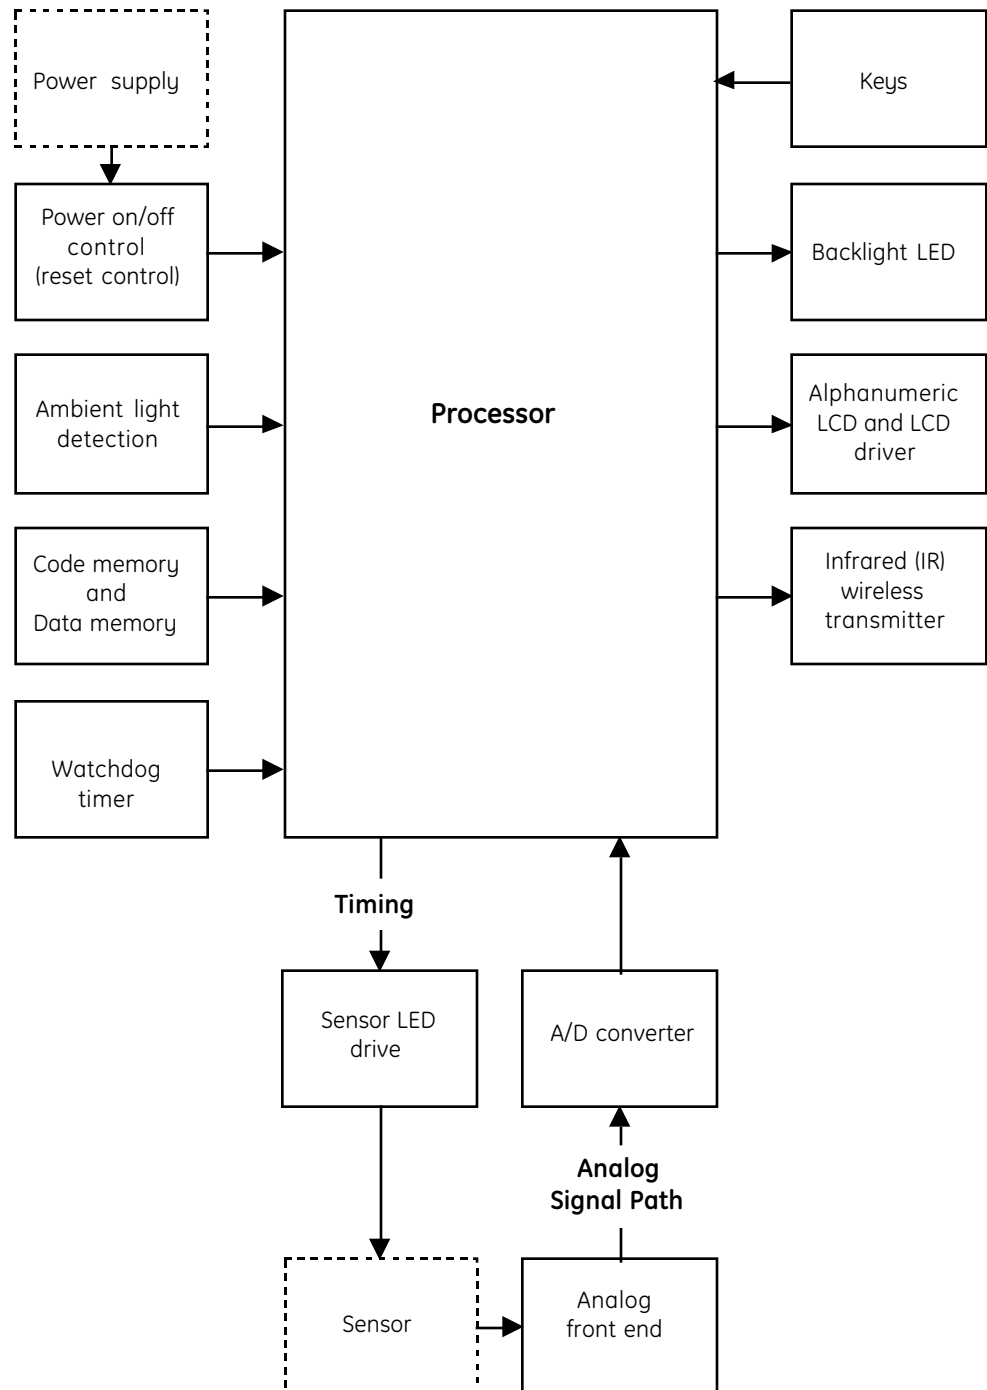 Power supply
Keys
Power on/off
control
(reset control)
Backlight LED
Ambient light
detection
Processor
Alphanumeric
LCD and LCD
driver
Code memory
and
Data memory
Infrared (IR)
wireless
transmitter
Watchdog
timer
Timing
Sensor LED
drive
A/D converter
Analog
Signal Path
Sensor
Analog
front end